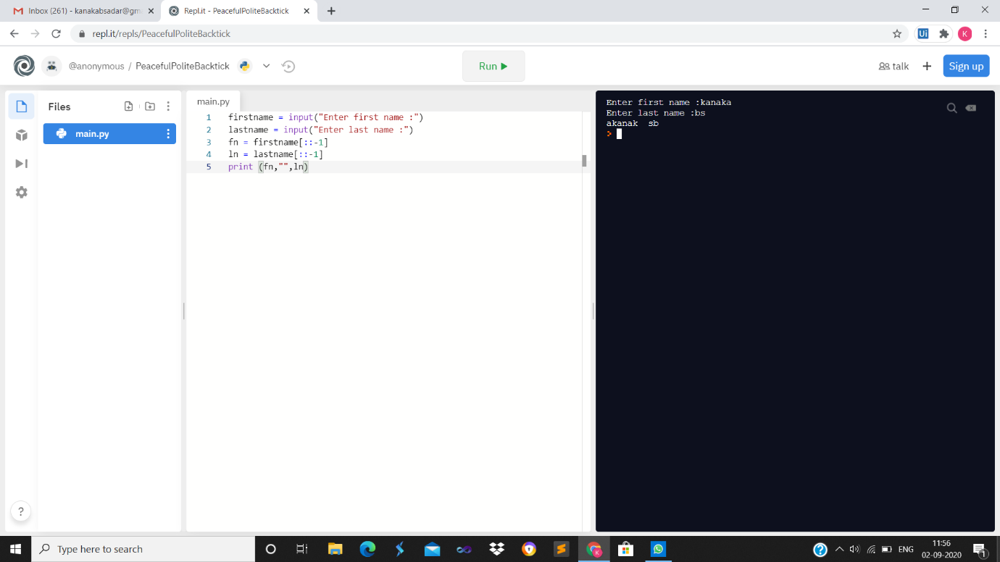 Inbox (261) - kanakabsadar@gm
Repl.it - PeacefulPoliteBacktick
repl.it/repls/PeacefulPoliteBacktick
Ui
K
@anonymous / PeacefulPoliteBacktick
Run
talk
Sign up
Files
main.py
main.py
1 firstname = input("Enter first name :")
2 lastname = input("Enter last name :")
3 fn = firstname[::-1]
4 ln = lastname[::-1]
5 print (fn,"",ln)
Enter first name :kanaka
Enter last name :bs
akanak  sb
>
?
Type here to search
K
?
ENG
11:56
02-09-2020
1